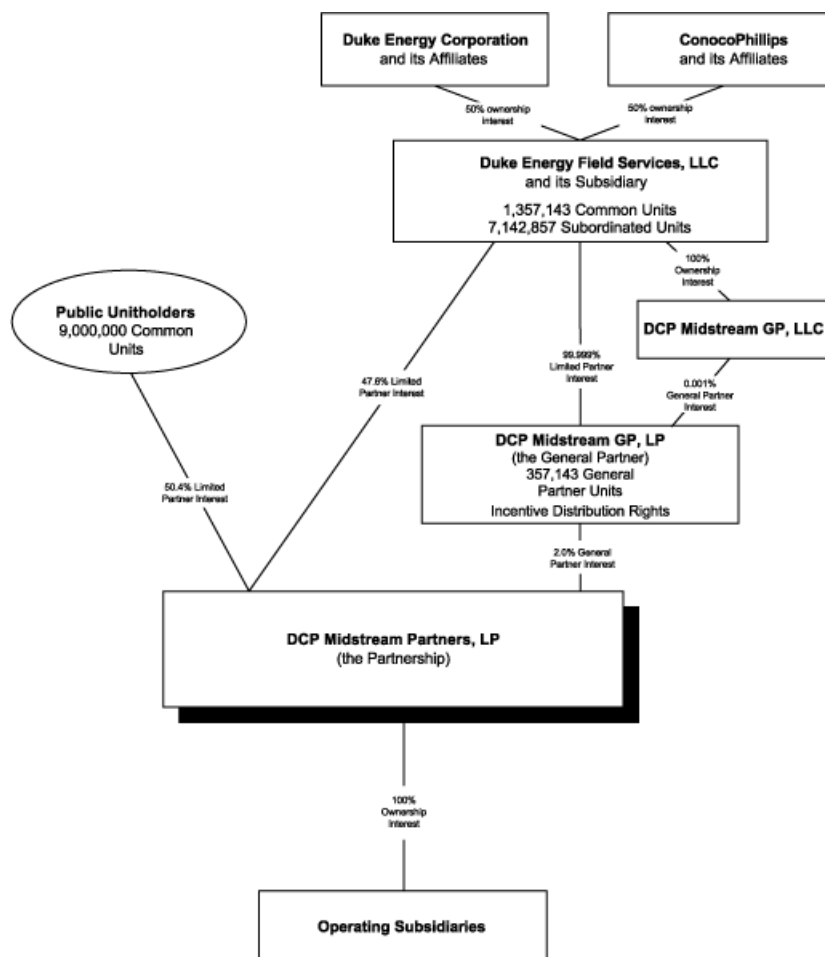 Duke Energy Corporation
and its Affiliates
ConocoPhillips
and its Affiliates
50% ownership
Interest
50% ownership
Interest
Duke Energy Field Services, LLC
and its Subsidiary
1,357,143 Common Units
7,142,857 Subordinated Units
100%
Ownership
Interest
Public Unitholders
9,000,000 Common
Units
DCP Midstream GP, LLC
47.6% Limited
Partner Interest
99.999%
Limited Partner
Interest
0.001%
General Partner
Interest
DCP Midstream GP, LP
(the General Partner)
357,143 General
Partner Units
Incentive Distribution Rights
50.4% Limited
Partner Interest
2.0% General
Partner Interest
DCP Midstream Partners, LP
(the Partnership)
100%
Ownership
Interest
Operating Subsidiaries